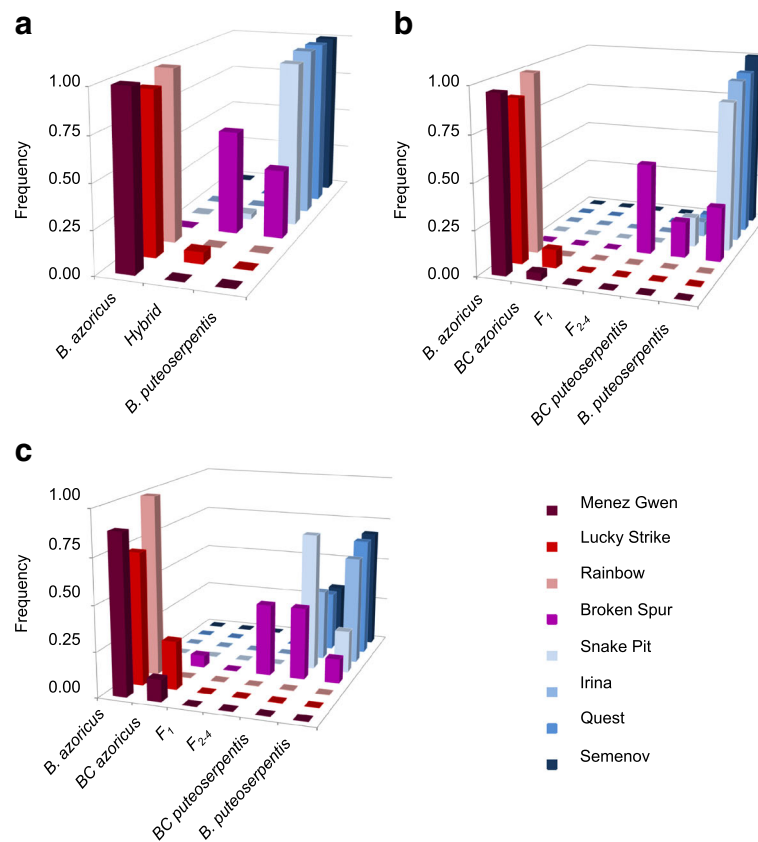 a
1.00
0.75
0.50
0.25
0.00
Frequency
B. azoricus
Hybrid
B. puteoserpentis
b
1.00
0.75
0.50
0.25
0.00
Frequency
B. azoricus
BC azoricus
F1
F2-4
BC puteoserpentis
B. puteoserpentis
c
1.00
0.75
0.50
0.25
0.00
Frequency
B. azoricus
BC azoricus
F1
F2-4
BC puteoserpentis
B. puteoserpentis
Menez Gwen
Lucky Strike
Rainbow
Broken Spur
Snake Pit
Irina
Quest
Semenov